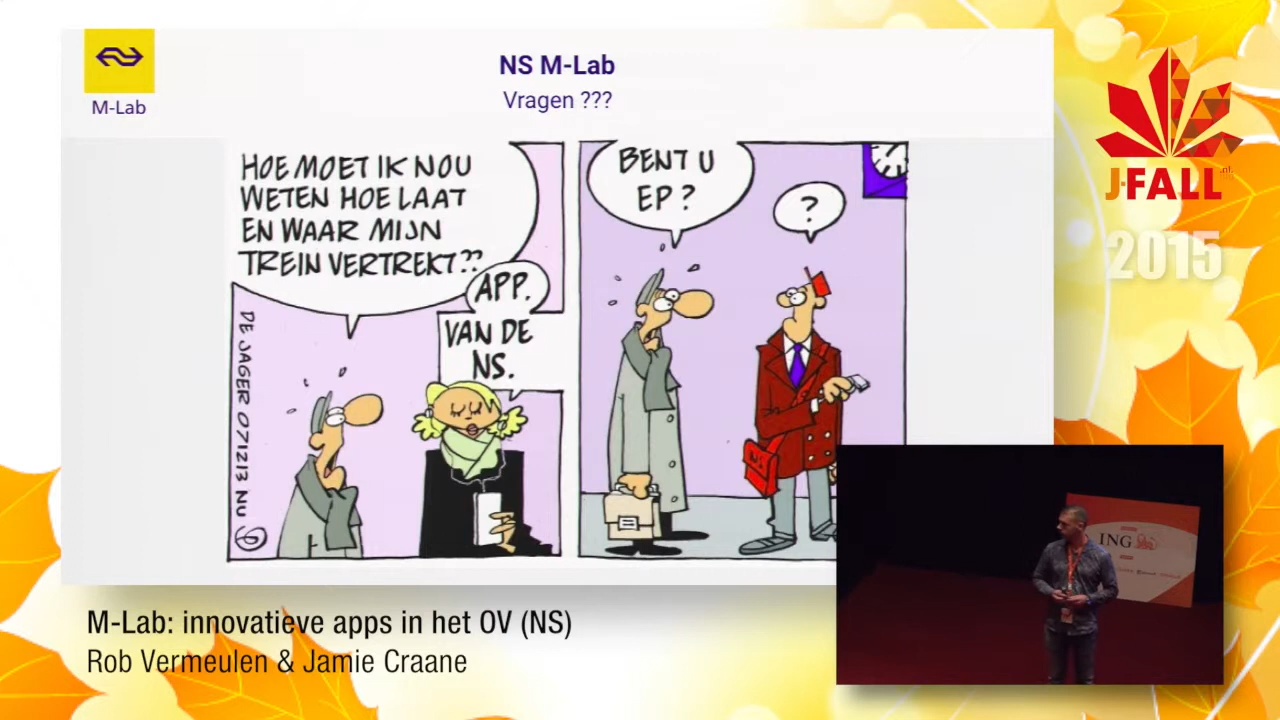 M-Lab
NS M-Lab
Vragen ???
HOE MOET IK NOU
WETEN HOE LAAT
EN WAAR MIJN
TREIN VERTREKT??
APP.
VAN DE
NS.
DE JAGER 071213 NU
BENT U
EP?
?
NS
J-FALL
.nl
2015
ING
M-Lab: innovatieve apps in het OV (NS)
Rob Vermeulen & Jamie Craane